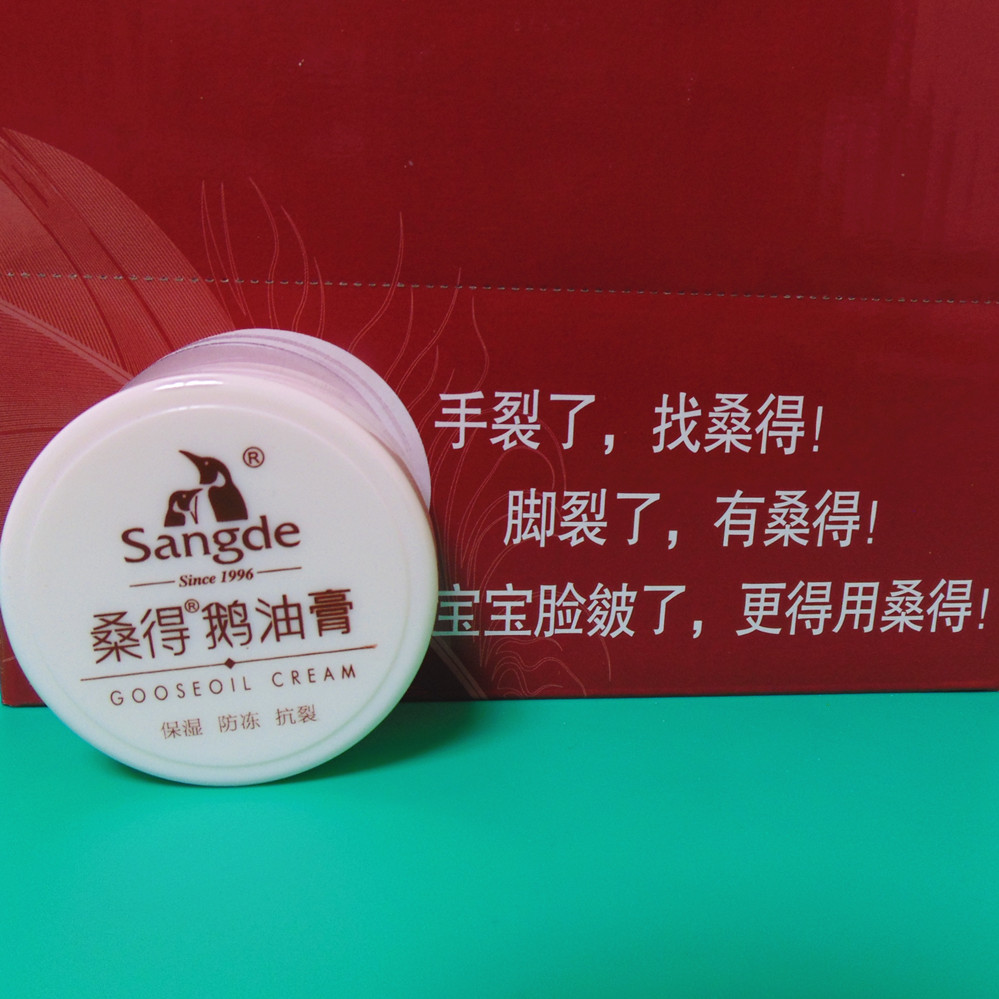 手裂了，找桑得！
脚裂了，有桑得！
宝宝脸皴了，更得用桑得！
®
Sangde
Since 1996
桑得®鹅油膏
GOOSEOIL CREAM
保湿 防冻 抗裂